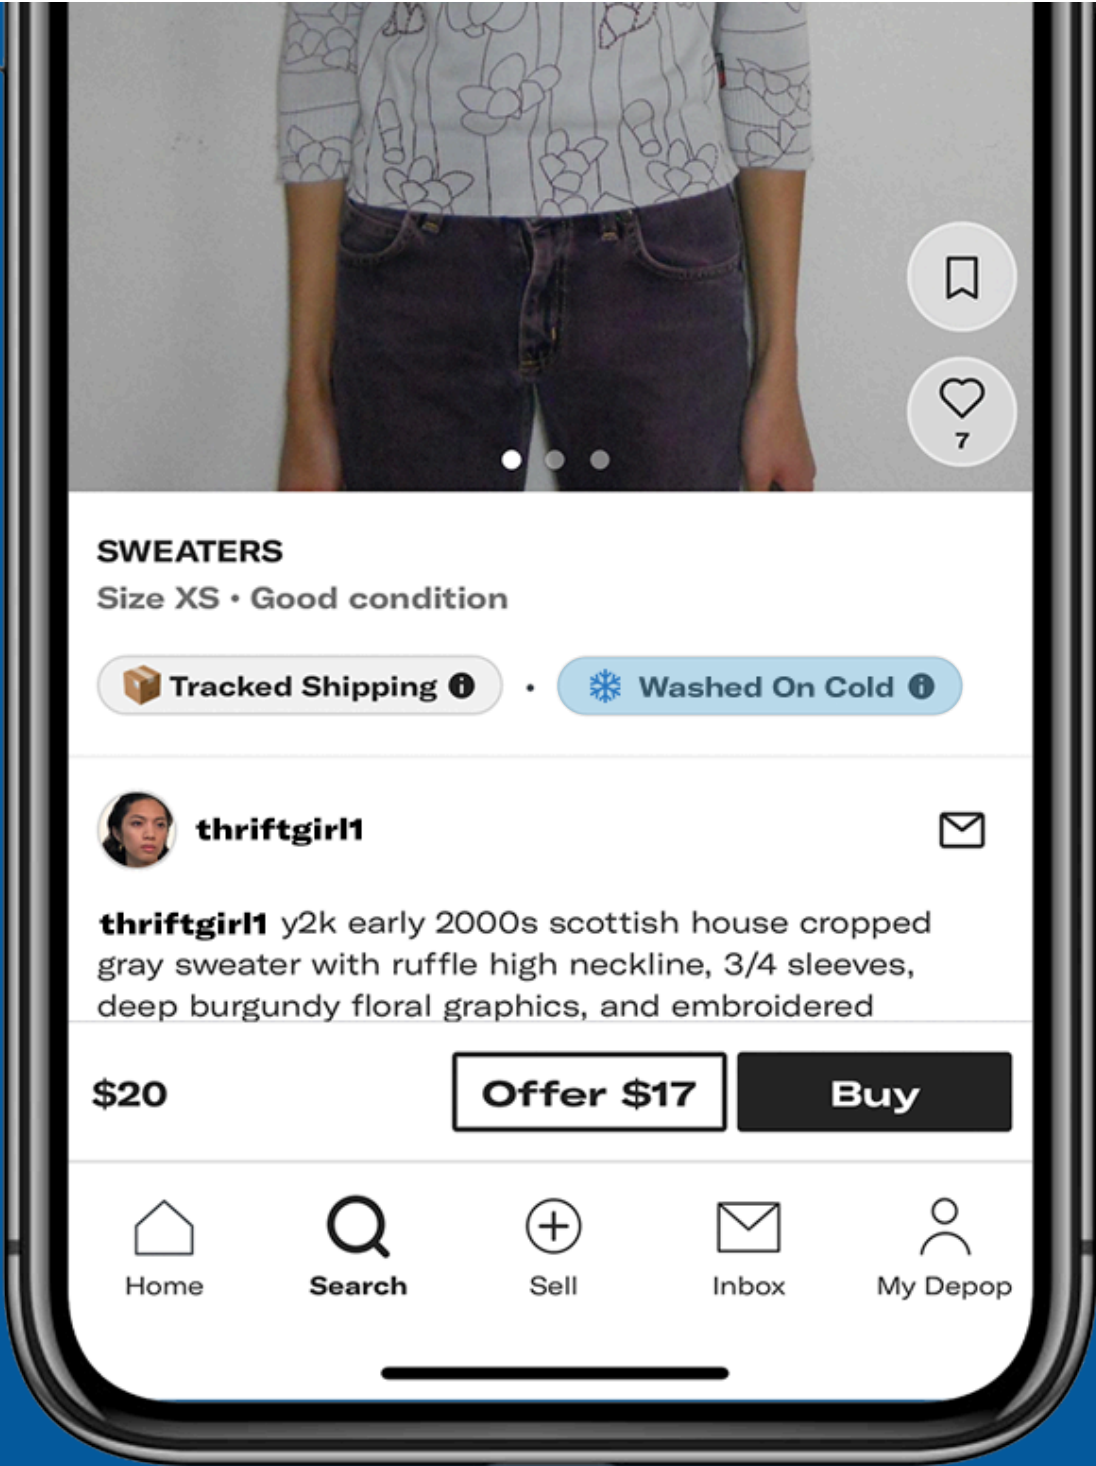 7
SWEATERS
Size XS • Good condition
Tracked Shipping • Washed On Cold
thriftgirl1
thriftgirl1 y2k early 2000s scottish house cropped
gray sweater with ruffle high neckline, 3/4 sleeves,
deep burgundy floral graphics, and embroidered
$20 Offer $17 Buy
Home Search Sell Inbox My Depop